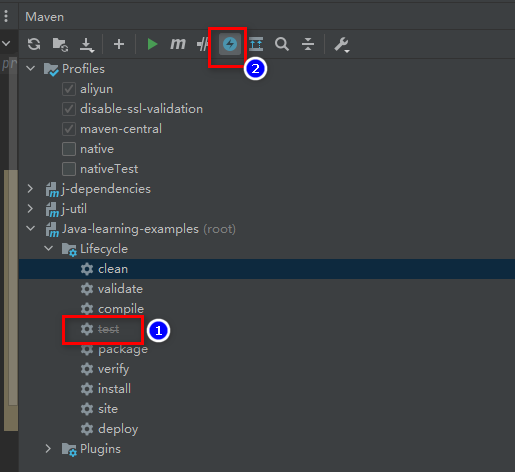 Maven
m
2
Profiles
aliyun
disable-ssl-validation
maven-central
native
nativeTest
j-dependencies
j-util
Java-learning-examples (root)
Lifecycle
clean
validate
compile
test
1
package
verify
install
site
deploy
Plugins